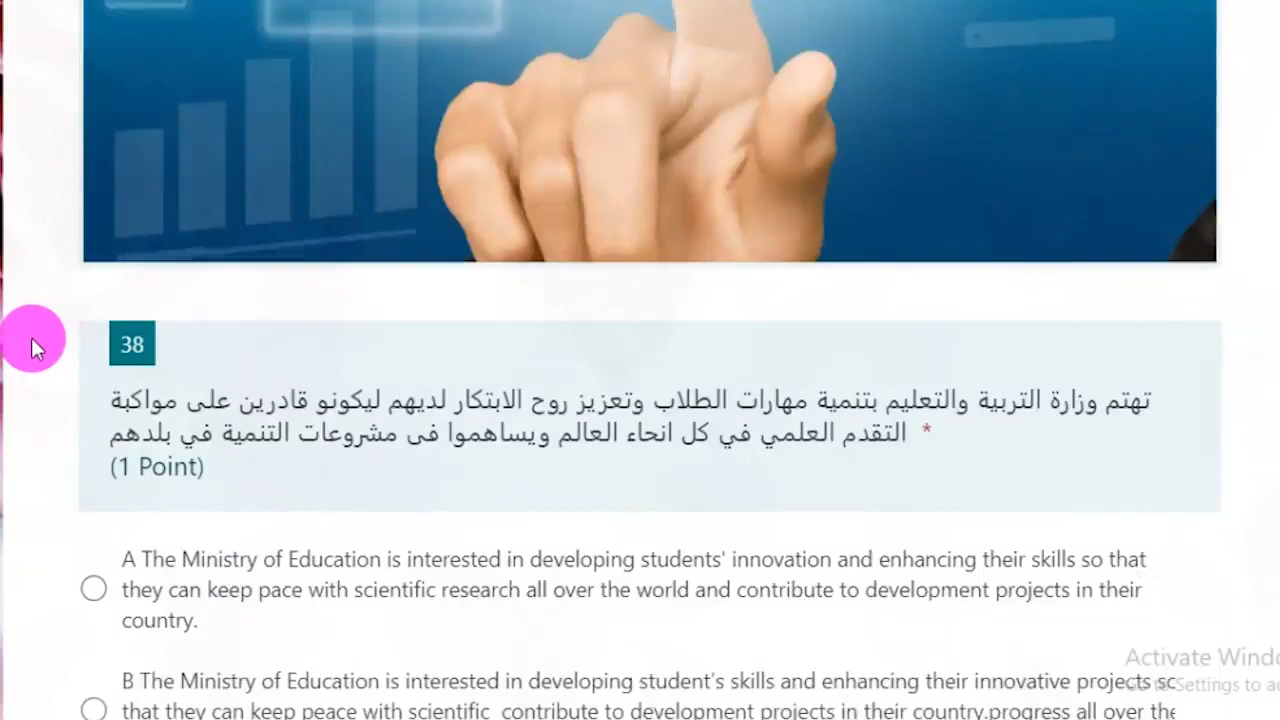 38
تهتم وزارة التربية والتعليم بتنمية مهارات الطلاب وتعزيز روح الابتكار لديهم ليكونو قادرين على مواكبة
التقدم العلمي في كل انحاء العالم ويساهموا فى مشروعات التنمية في بلدهم *
(1 Point)
A The Ministry of Education is interested in developing students' innovation and enhancing their skills so that
they can keep pace with scientific research all over the world and contribute to development projects in their
country.
Activate Windo
B The Ministry of Education is interested in developing student's skills and enhancing their innovative projects so
Settings to ac
that they can keep peace with scientific contribute to development projects in their country.progress all over the